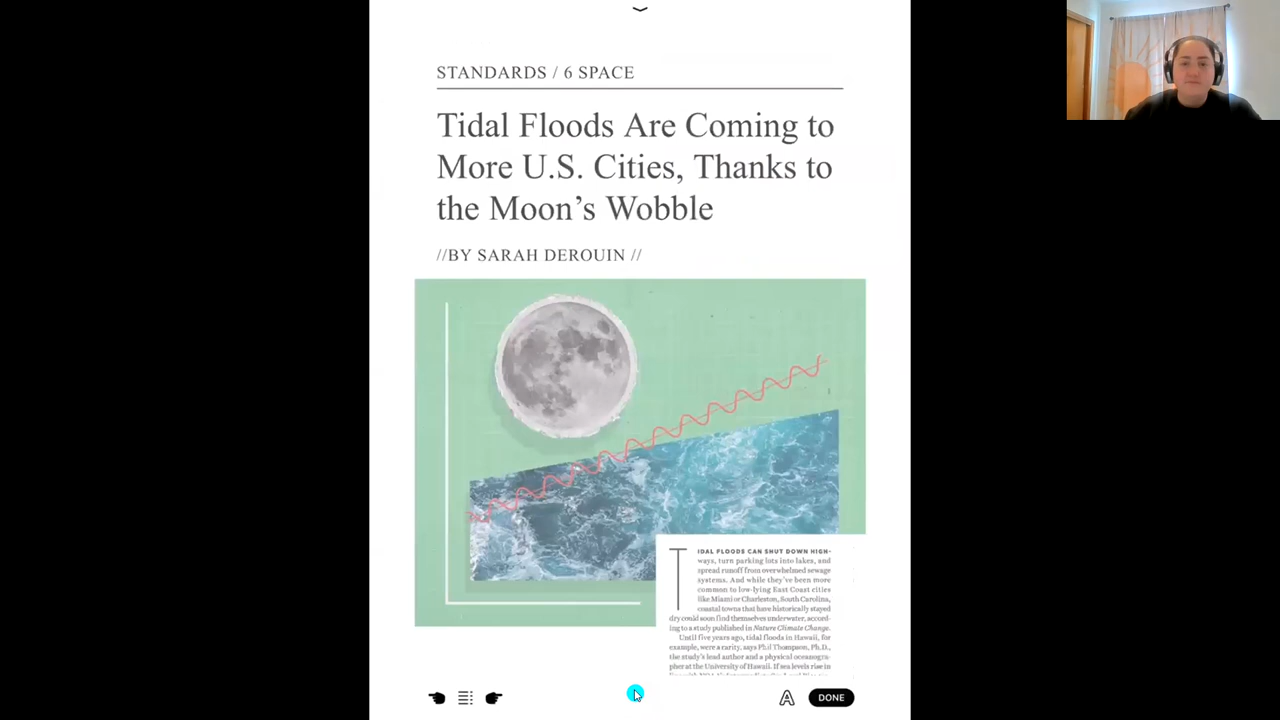 STANDARDS / 6 SPACE
Tidal Floods Are Coming to
More U.S. Cities, Thanks to
the Moon’s Wobble
//BY SARAH DEROUIN //
TIDAL FLOODS CAN SHUT DOWN HIGH-
ways, turn parking lots into lakes, and
spread runoff from overwhelmed sewage
systems. And while they’ve been more
common to low-lying East Coast cities
like Miami or Charleston, South Carolina,
coastal towns that have historically stayed
dry could soon find themselves underwater, accord-
ing to a study published in Nature Climate Change.
Until five years ago, tidal floods in Hawaii, for
example, were a rarity, says Phil Thompson, Ph.D.,
the study’s lead author and a physical oceanogra-
pher at the University of Hawaii. If sea levels rise in
DONE